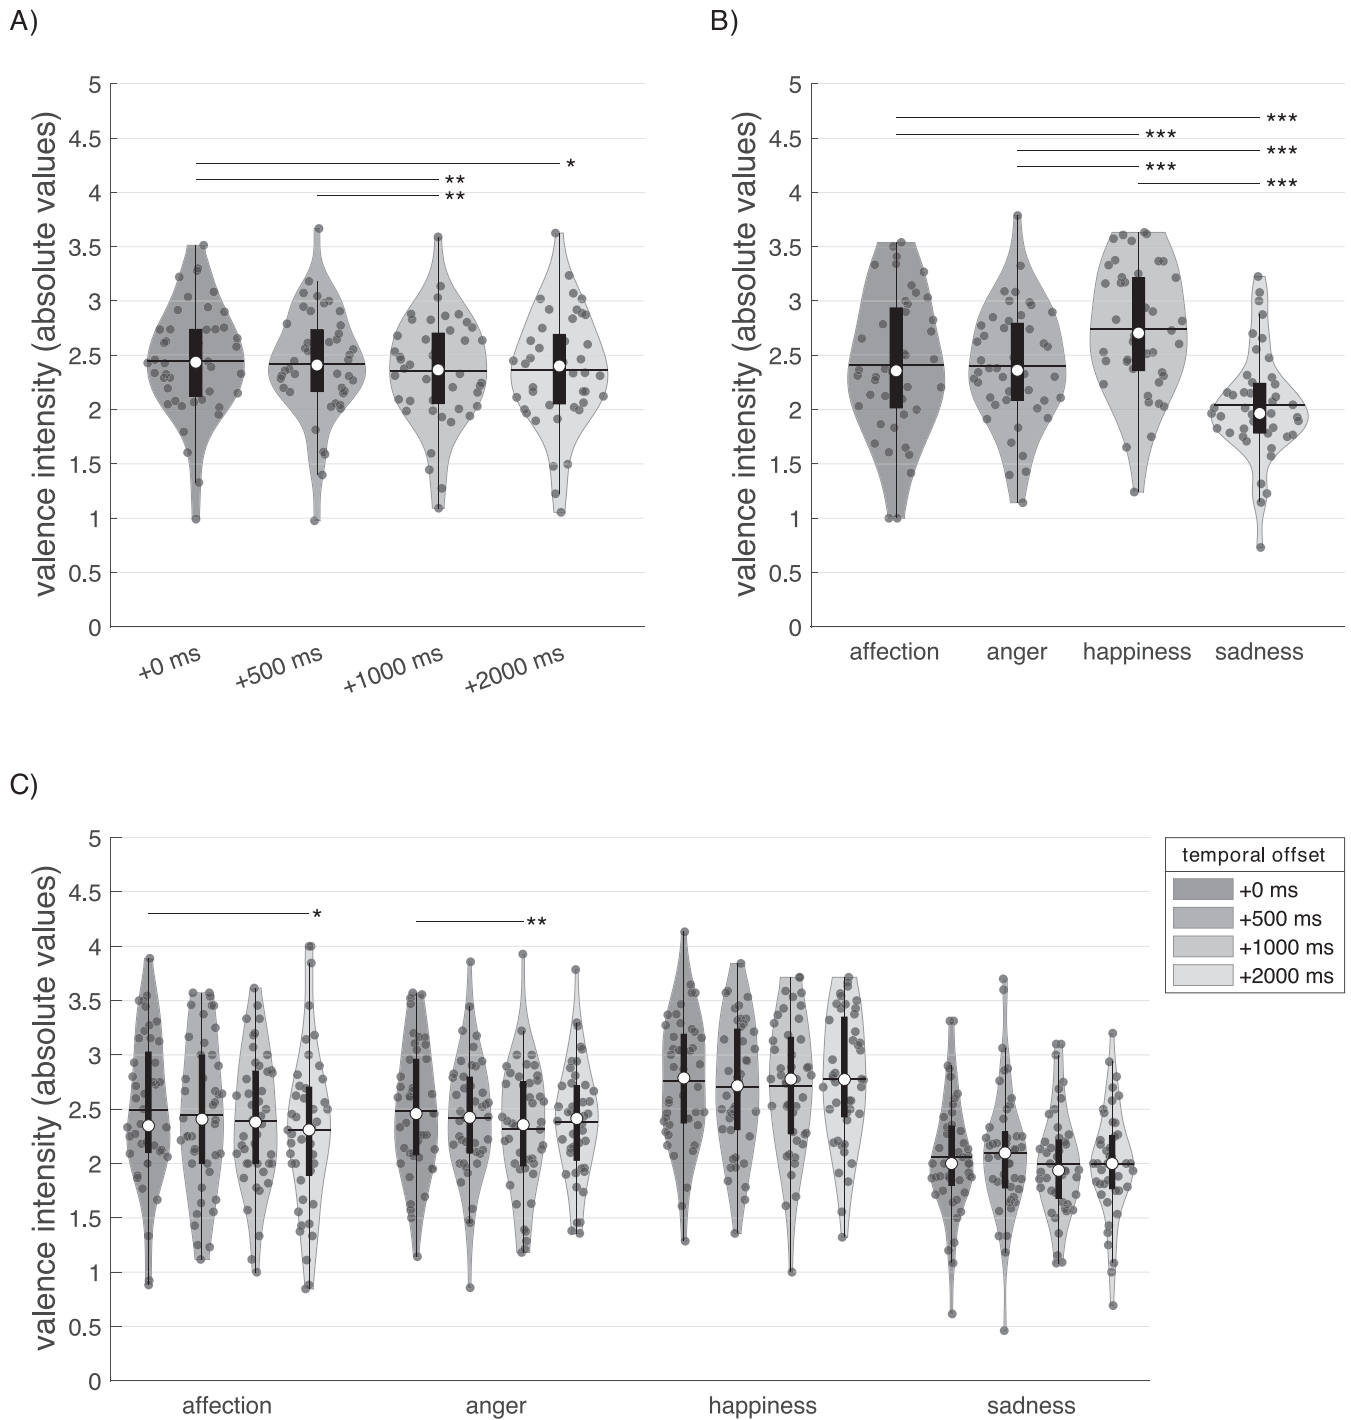 A)
valence intensity (absolute values)
5
4.5
4
3.5
3
2.5
2
1.5
1
0.5
0
*
**
**
+0 ms
+500 ms
+1000 ms
+2000 ms
B)
valence intensity (absolute values)
5
4.5
4
3.5
3
2.5
2
1.5
1
0.5
0
***
***
***
***
***
affection
anger
happiness
sadness
C)
valence intensity (absolute values)
5
4.5
4
3.5
3
2.5
2
1.5
1
0.5
0
*
**
affection
anger
happiness
sadness
temporal offset
+0 ms
+500 ms
+1000 ms
+2000 ms